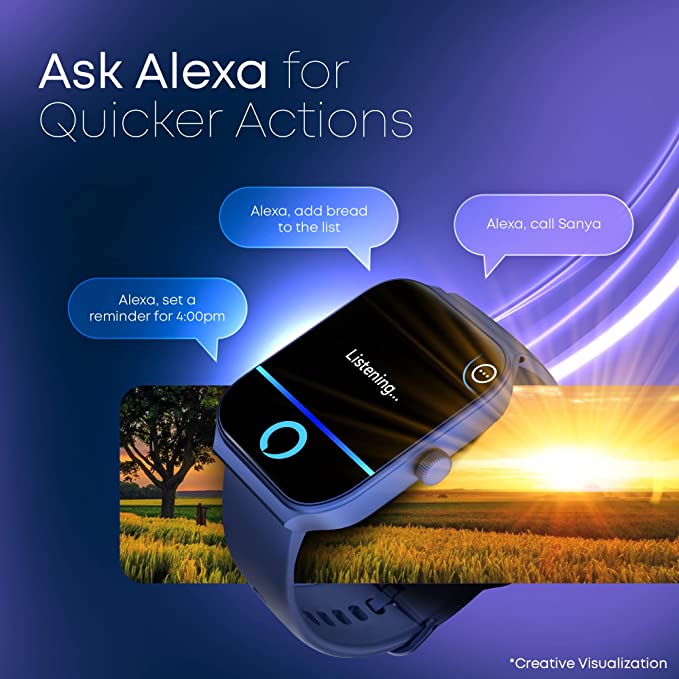 Ask Alexa for
Quicker Actions
Alexa, add bread
to the list
Alexa, call Sanya
Alexa, set a
reminder for 4:00pm
Listening...
*Creative Visualization